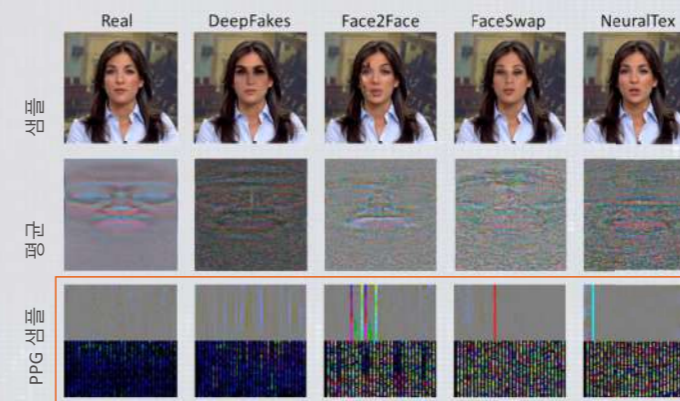 Real DeepFakes Face2Face FaceSwap NeuralTex
샘플
평균
PPG 샘플